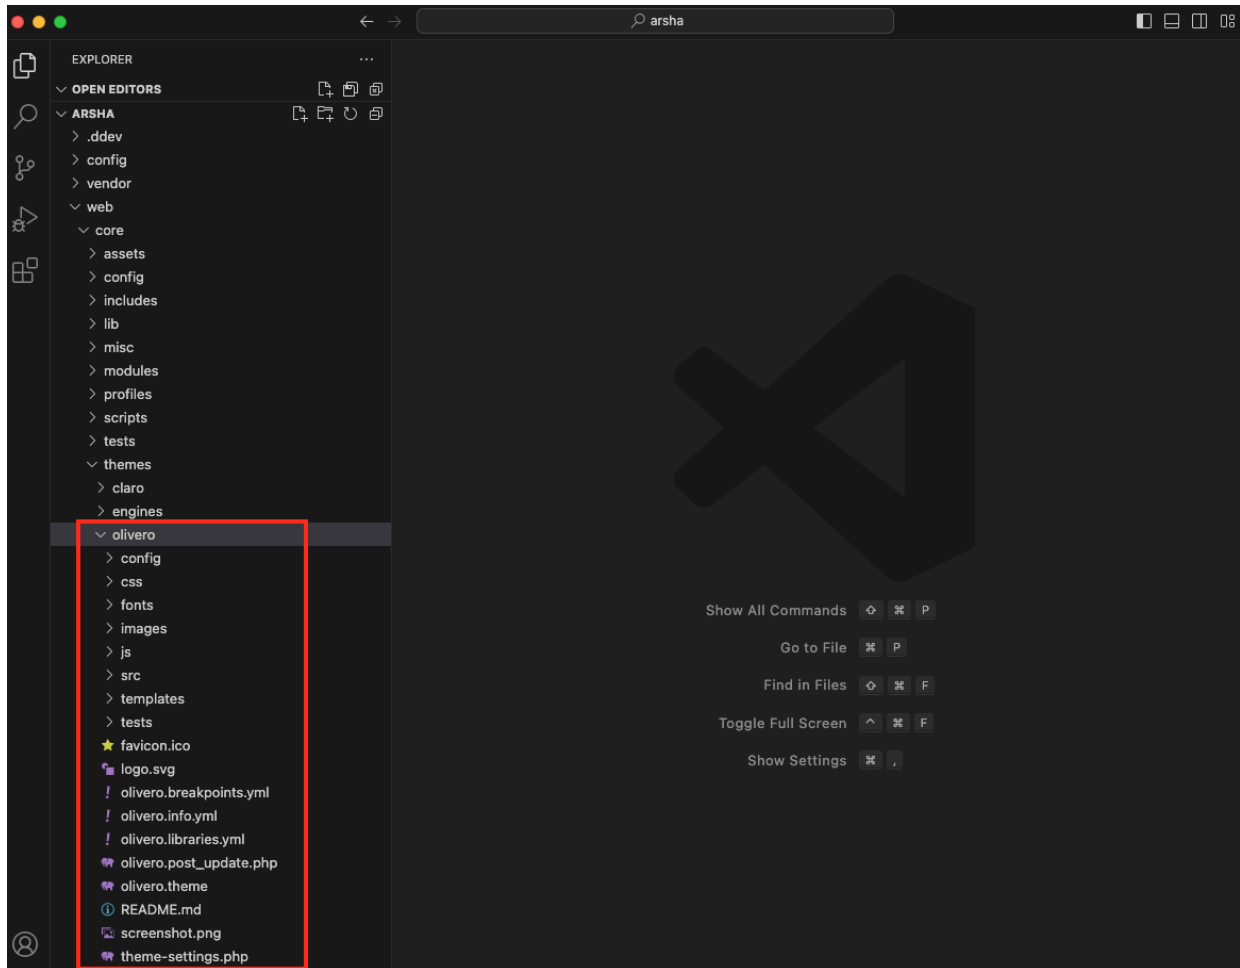 arsha
EXPLORER
OPEN EDITORS
ARSHA
.ddev
config
vendor
web
core
assets
config
includes
lib
misc
modules
profiles
scripts
tests
themes
claro
engines
olivero
config
css
fonts
images
js
src
templates
tests
favicon.ico
logo.svg
olivero.breakpoints.yml
olivero.info.yml
olivero.libraries.yml
olivero.post_update.php
olivero.theme
README.md
screenshot.png
theme-settings.php
Show All Commands ⇧ ⌘ P
Go to File ⌘ P
Find in Files ⇧ ⌘ F
Toggle Full Screen ^ ⌘ F
Show Settings ⌘ ,